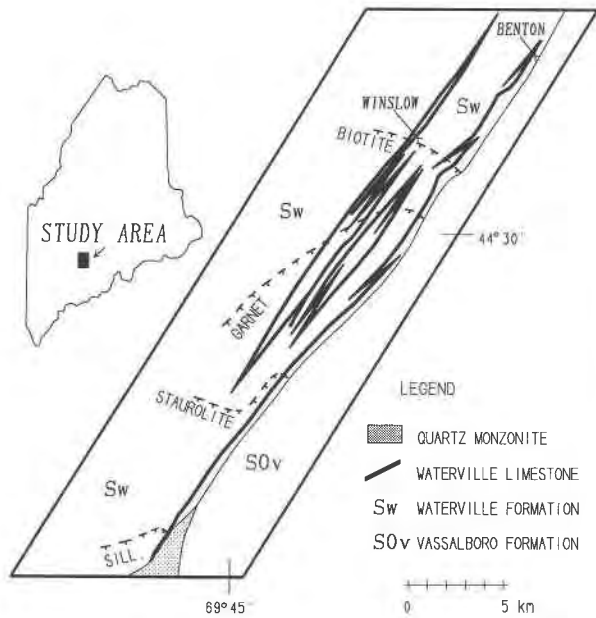 BENTON
WINSLOW
Sw
BIOTITE
STUDY AREA
Sw
44° 30'
GARNET
STAUROLITE
LEGEND
QUARTZ MONZONITE
WATERVILLE LIMESTONE
SOv
Sw
Sw WATERVILLE FORMATION
SOv VASSALBORO FORMATION
SILL.
69° 45'
0 5 km